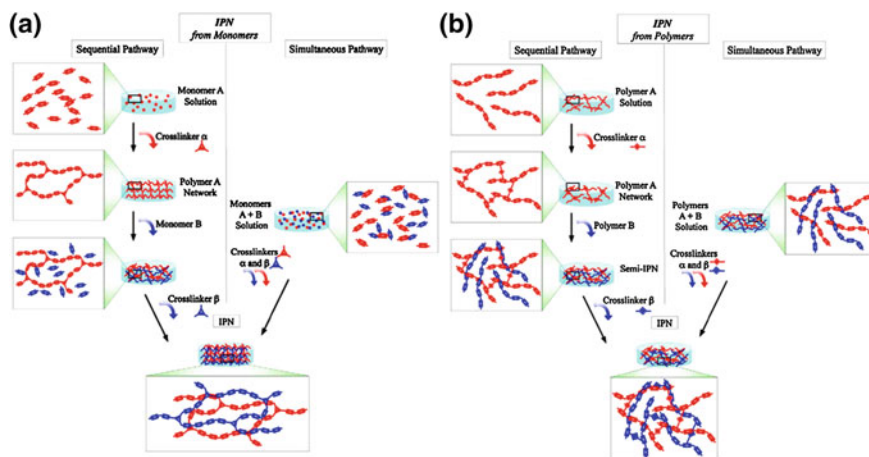 (a)
IPN
from Monomers
Sequential Pathway
Simultaneous Pathway
Monomer A
Solution
Crosslinker α
Polymer A
Network
Monomer B
Monomers
A + B
Solution
Crosslinkers
α and β
Crosslinker β
IPN
(b)
IPN
from Polymers
Sequential Pathway
Simultaneous Pathway
Polymer A
Solution
Crosslinker α
Polymer A
Network
Polymer B
Semi-IPN
Polymers
A + B
Solution
Crosslinkers
α and β
Crosslinker β
IPN